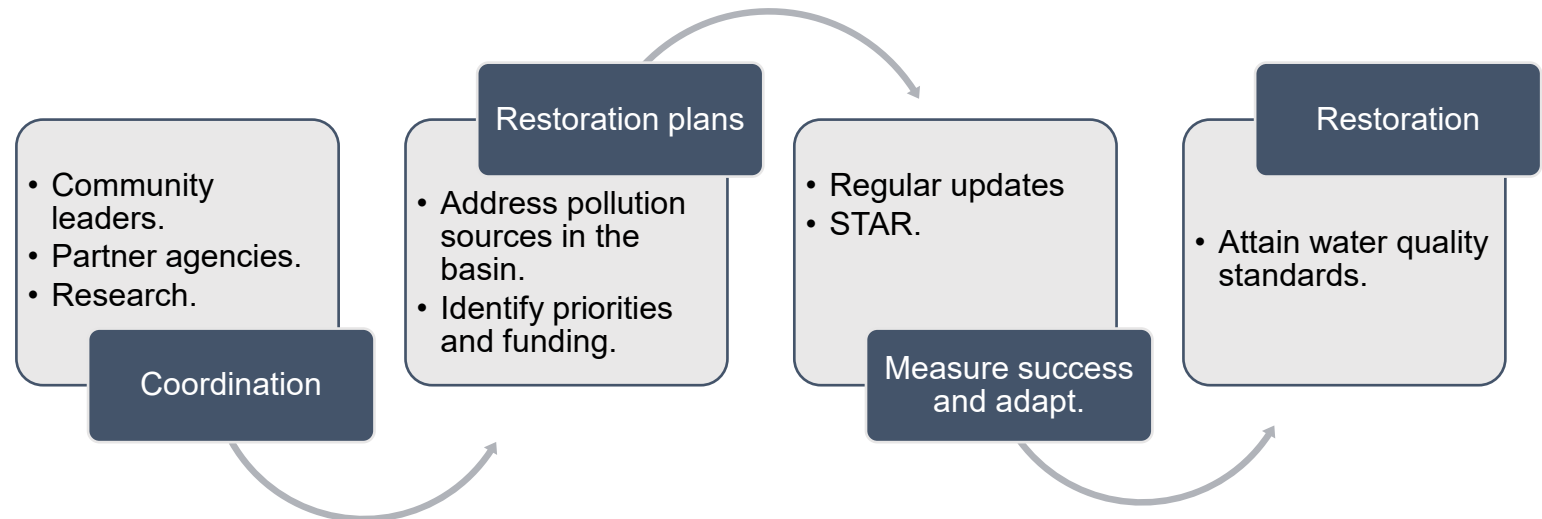 • Community
leaders.
• Partner agencies.
• Research.
Coordination
Restoration plans
• Address pollution
sources in the
basin.
• Identify priorities
and funding.
• Regular updates
• STAR.
Measure success
and adapt.
Restoration
• Attain water quality
standards.